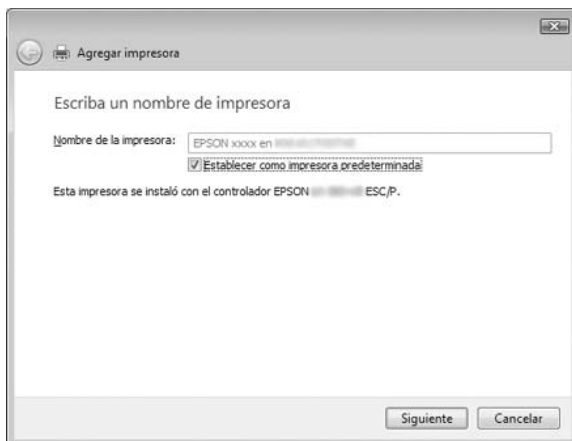 Agregar impresora
Escriba un nombre de impresora
Nombre de la impresora:
EPSON xxxx en
Establecer como impresora predeterminada
Esta impresora se instaló con el controlador EPSON ESC/P.
Siguiente
Cancelar